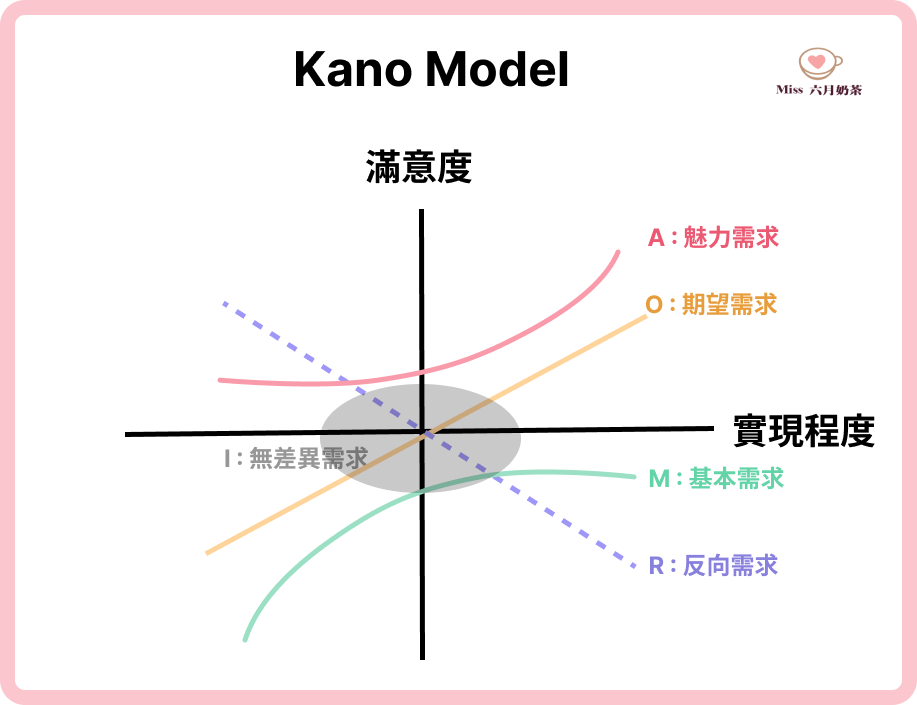 Kano Model
Miss 六月奶茶
滿意度
A : 魅力需求
O : 期望需求
實現程度
I : 無差異需求
M : 基本需求
R : 反向需求